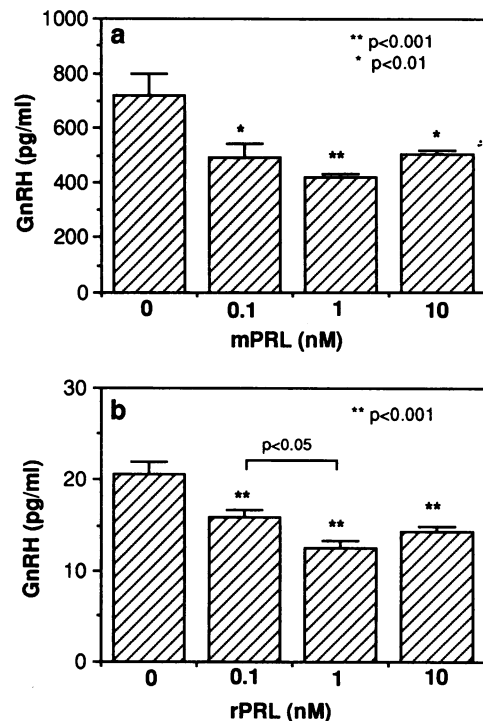 a
** p<0.001
* p<0.01
1000
800
600
400
200
0
GnRH (pg/ml)
*
**
*
0 0.1 1 10
mPRL (nM)
b
** p<0.001
p<0.05
30
20
10
0
GnRH (pg/ml)
**
**
**
0 0.1 1 10
rPRL (nM)